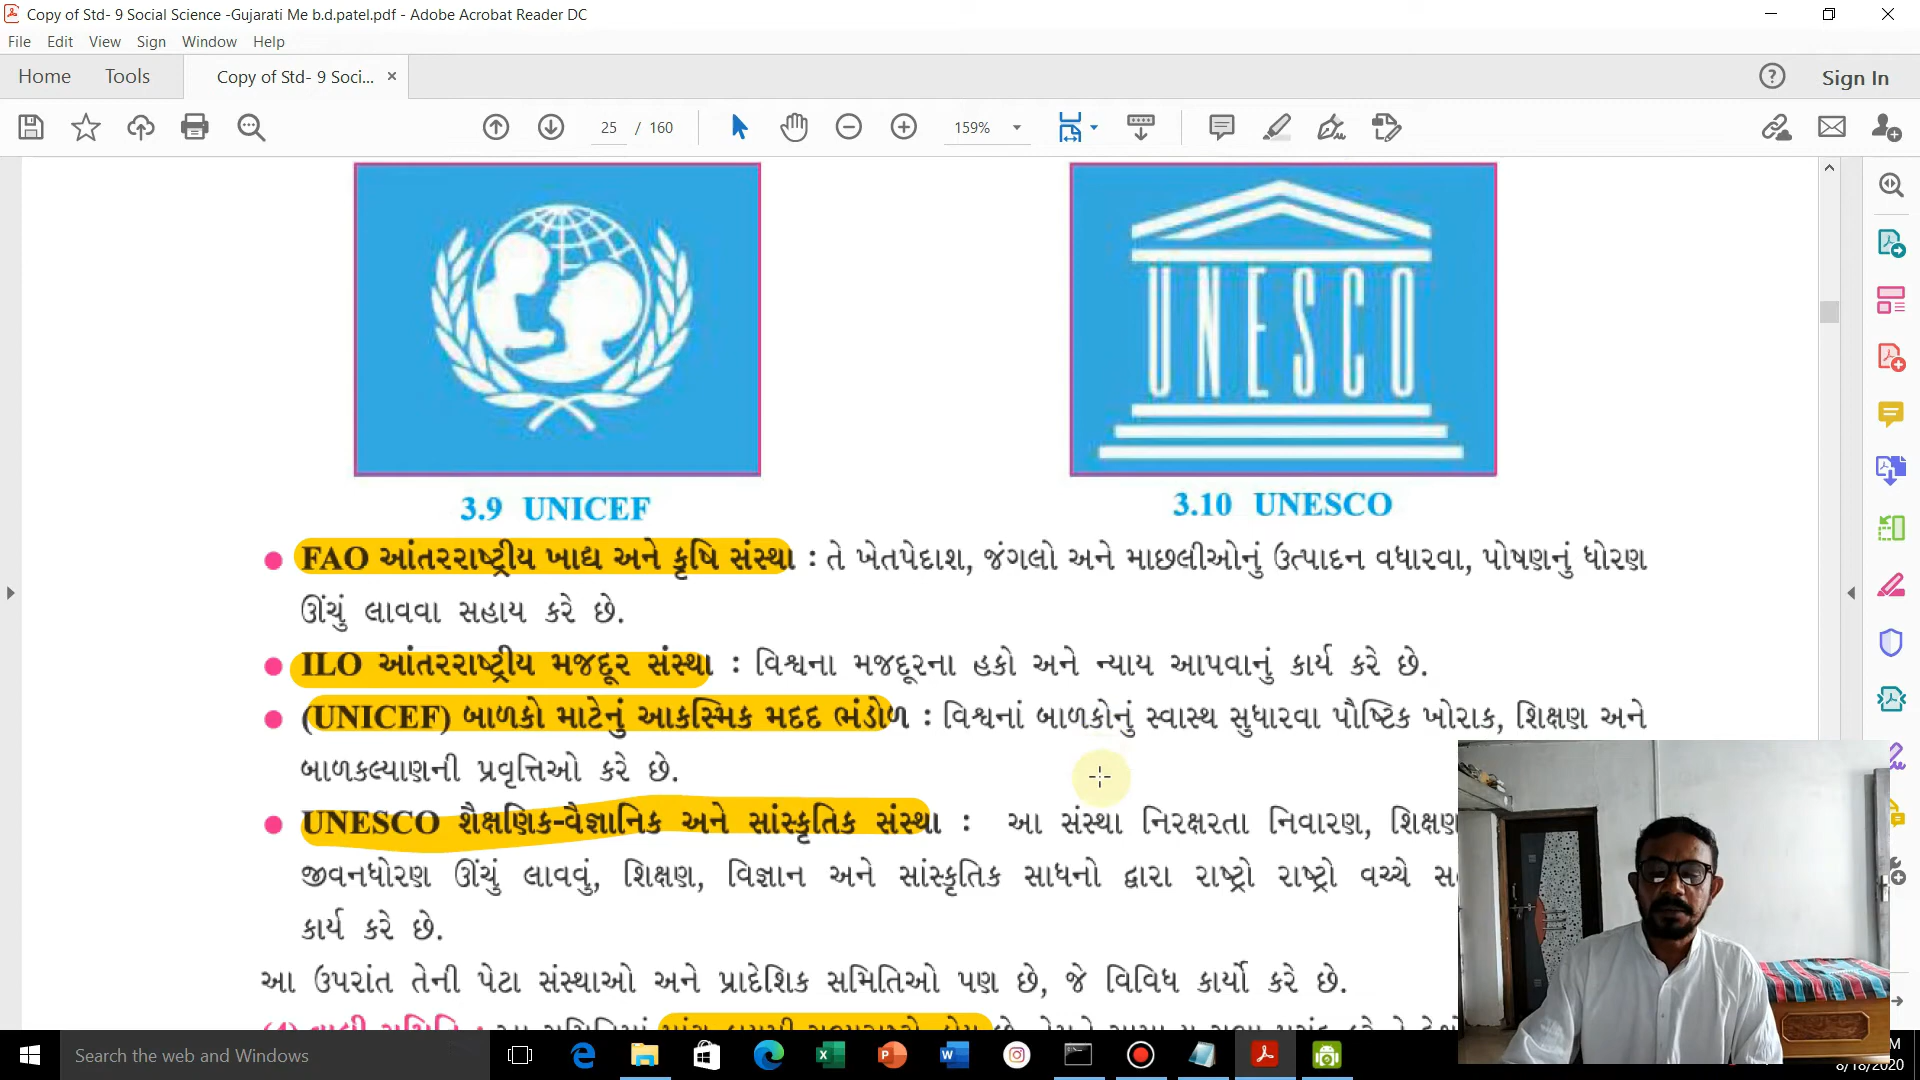 Copy of Std- 9 Social Science -Gujarati Me b.d.patel.pdf - Adobe Acrobat Reader DC
File Edit View Sign Window Help
Home Tools Copy of Std- 9 Soci... × Sign In
25 / 160 159%
UNESCO
3.9 UNICEF
3.10 UNESCO
● FAO આંતરરાષ્ટ્રીય ખાદ્ય અને કૃષિ સંસ્થા : તે ખેતપેદાશ, જંગલો અને માછલીઓનું ઉત્પાદન વધારવા, પોષણનું ધોરણ
ઊંચું લાવવા સહાય કરે છે.
● ILO આંતરરાષ્ટ્રીય મજદૂર સંસ્થા : વિશ્વના મજદૂરના હકો અને ન્યાય આપવાનું કાર્ય કરે છે.
● (UNICEF) બાળકો માટેનું આકસ્મિક મદદ ભંડોળ : વિશ્વનાં બાળકોનું સ્વાસ્થ સુધારવા પૌષ્ટિક ખોરાક, શિક્ષણ અને
બાળકલ્યાણની પ્રવૃત્તિઓ કરે છે.
● UNESCO શૈક્ષણિક-વૈજ્ઞાનિક અને સાંસ્કૃતિક સંસ્થા : આ સંસ્થા નિરક્ષરતા નિવારણ, શિક્ષણ
જીવનધોરણ ઊંચું લાવવું, શિક્ષણ, વિજ્ઞાન અને સાંસ્કૃતિક સાધનો દ્વારા રાષ્ટ્રો રાષ્ટ્રો વચ્ચે
કાર્ય કરે છે.
આ ઉપરાંત તેની પેટા સંસ્થાઓ અને પ્રાદેશિક સમિતિઓ પણ છે, જે વિવિધ કાર્યો કરે છે.
Search the web and Windows
8/18/2020